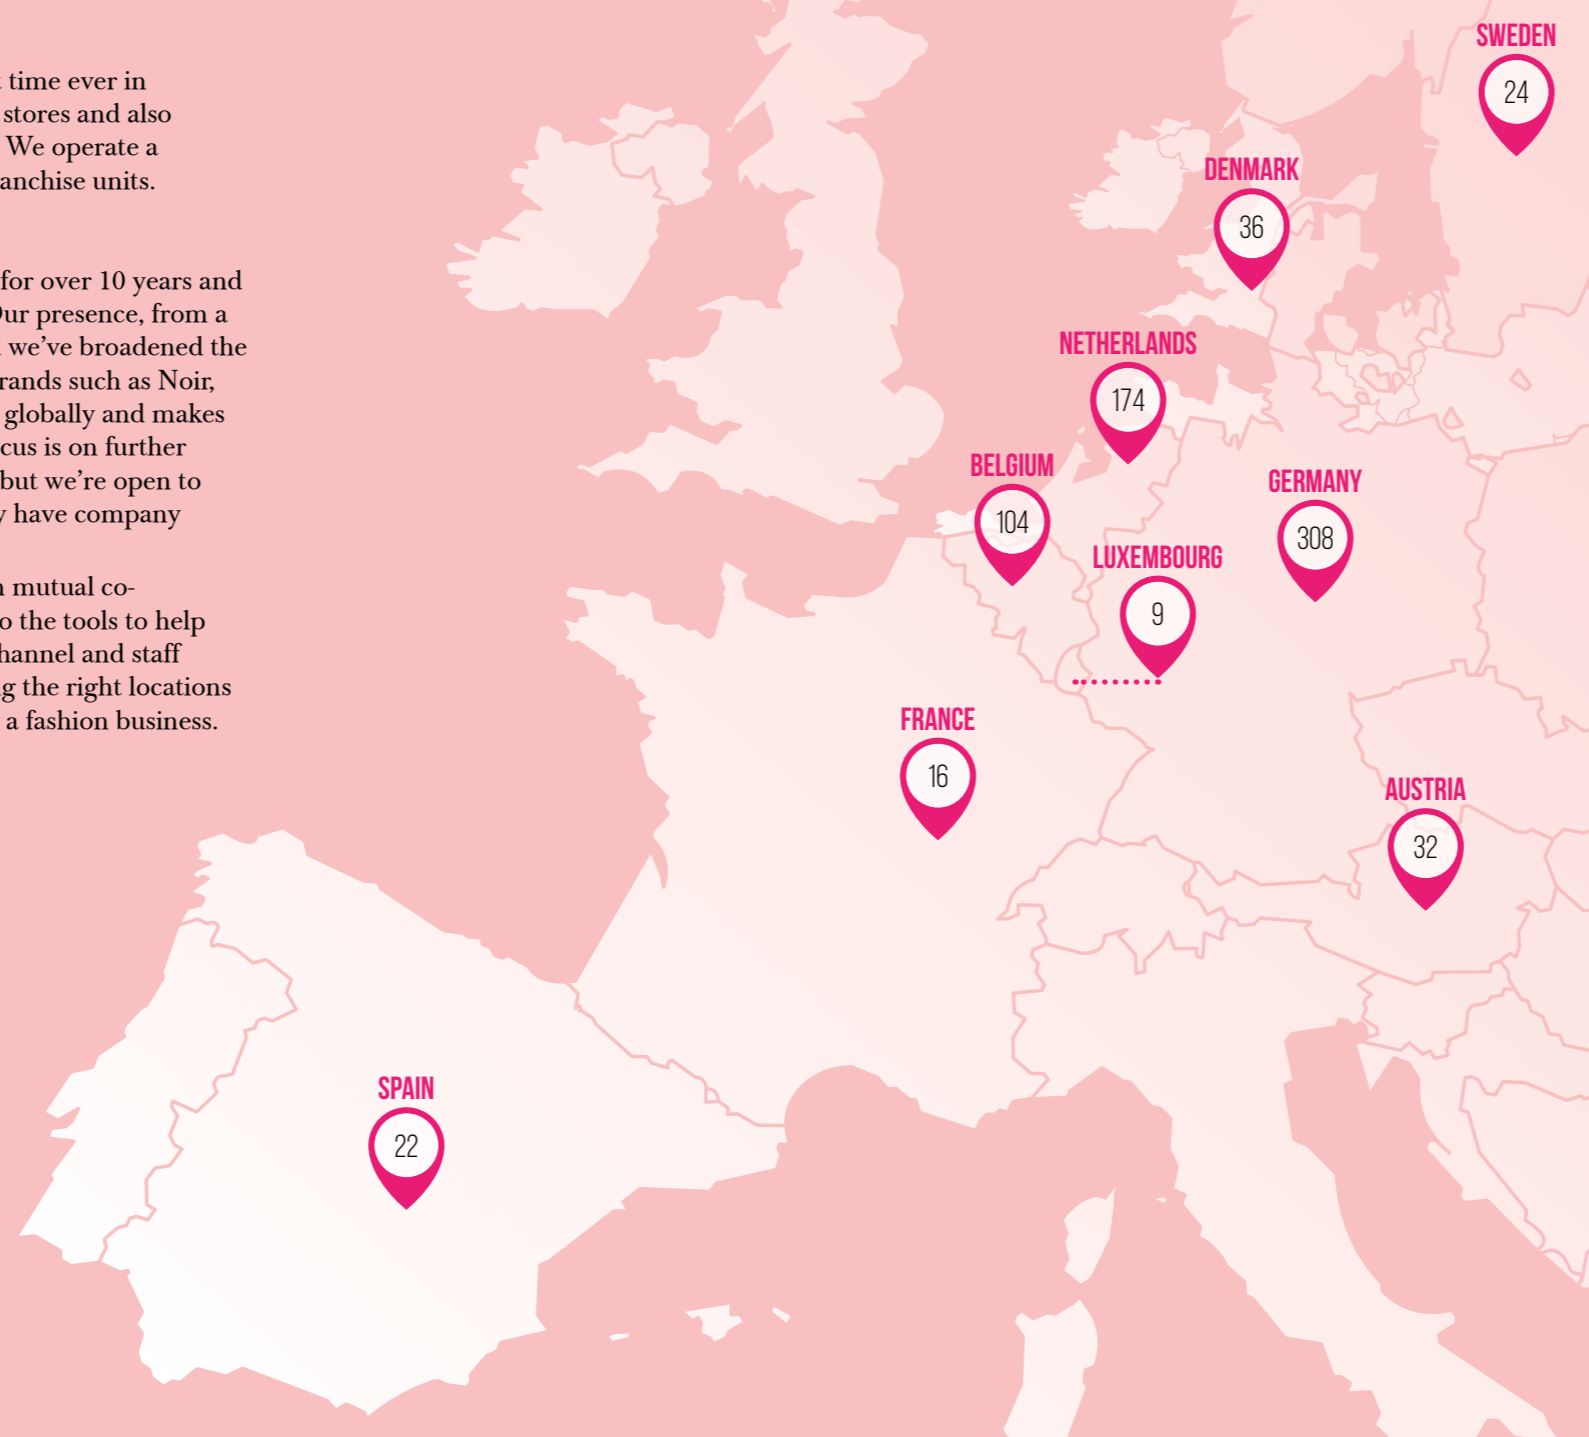 time ever in
stores and also
We operate a
anchise units.
for over 10 years and
Our presence, from a
we’ve broadened the
rands such as Noir,
globally and makes
cus is on further
but we’re open to
y have company
n mutual co-
o the tools to help
hannel and staff
g the right locations
a fashion business.
SWEDEN
24
DENMARK
36
NETHERLANDS
174
BELGIUM
104
GERMANY
308
LUXEMBOURG
9
FRANCE
16
AUSTRIA
32
SPAIN
22